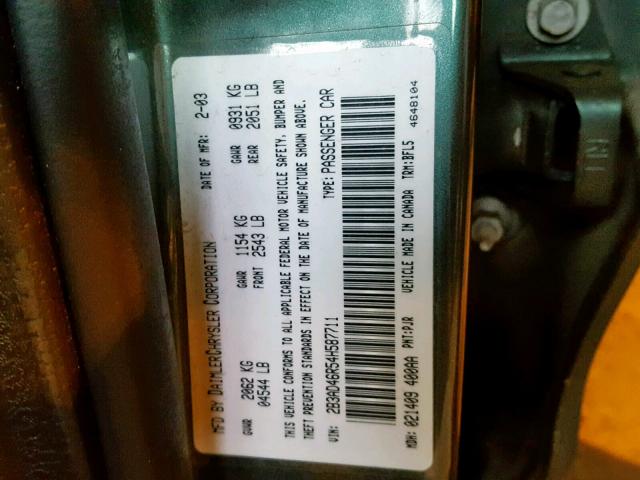 MFD BY DAIMLERCHRYSLER CORPORATION DATE OF MFR: 2-03
GVWR 2062 KG GAWR 1154 KG GAWR 0931 KG
04544 LB FRONT 2543 LB REAR 2051 LB
THIS VEHICLE CONFORMS TO ALL APPLICABLE FEDERAL MOTOR VEHICLE SAFETY, BUMPER AND
THEFT PREVENTION STANDARDS IN EFFECT ON THE DATE OF MANUFACTURE SHOWN ABOVE.
VIN: 2B3AD46R54H587711 TYPE: PASSENGER CAR
MDH: 021409 400AA PNT:PJR VEHICLE MADE IN CANADA TRM:BFL5
4648104